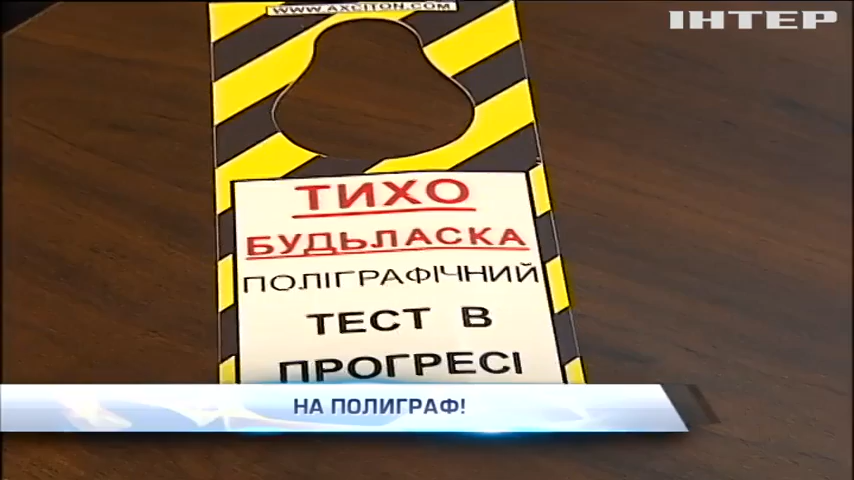 WWW.AXCITON.COM
ІНТЕР
ТИХО
БУДЬЛАСКА
ПОЛІГРАФІЧНИЙ
ТЕСТ В
ПРОГРЕСІ
НА ПОЛИГРАФ!